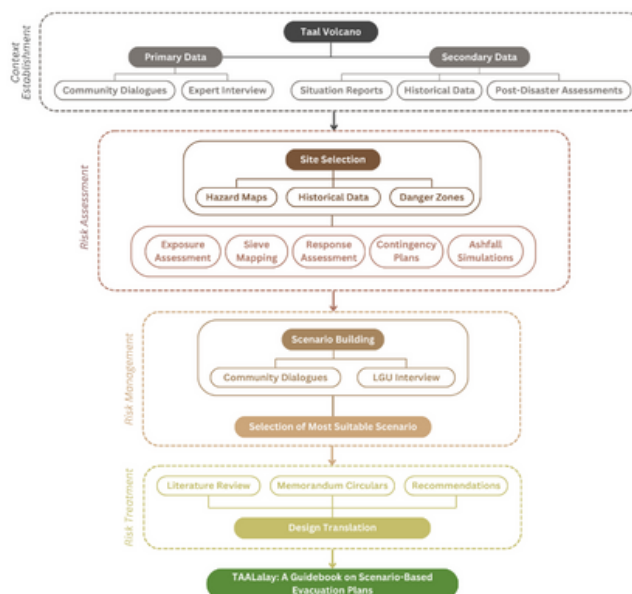 Context
Establishment
Taal Volcano
Primary Data
Secondary Data
Community Dialogues
Expert Interview
Situation Reports
Historical Data
Post-Disaster Assessments
Risk Assessment
Site Selection
Hazard Maps
Historical Data
Danger Zones
Exposure
Assessment
Sieve
Mapping
Response
Assessment
Contingency
Plans
Ashfall
Simulations
Risk Management
Scenario Building
Community Dialogues
LGU Interview
Selection of Most Suitable Scenario
Risk Treatment
Literature Review
Memorandum Circulars
Recommendations
Design Translation
TAALalay: A Guidebook on Scenario-Based
Evacuation Plans